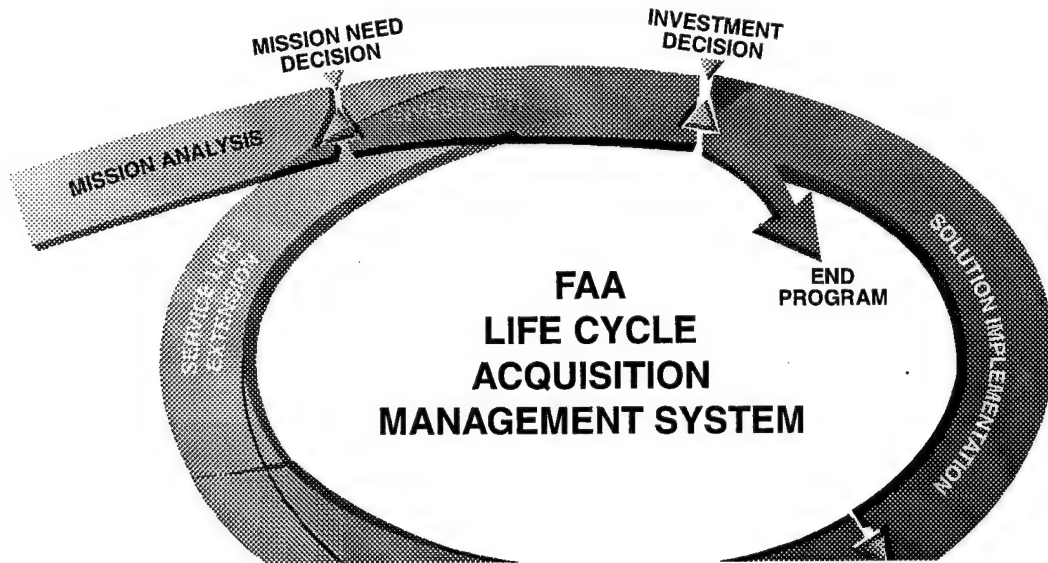 MISSION NEED
DECISION
INVESTMENT
DECISION
MISSION ANALYSIS
SERVICE LIFE
EXTENSION
SOLUTION IMPLEMENTATION
END
PROGRAM
FAA
LIFE CYCLE
ACQUISITION
MANAGEMENT SYSTEM